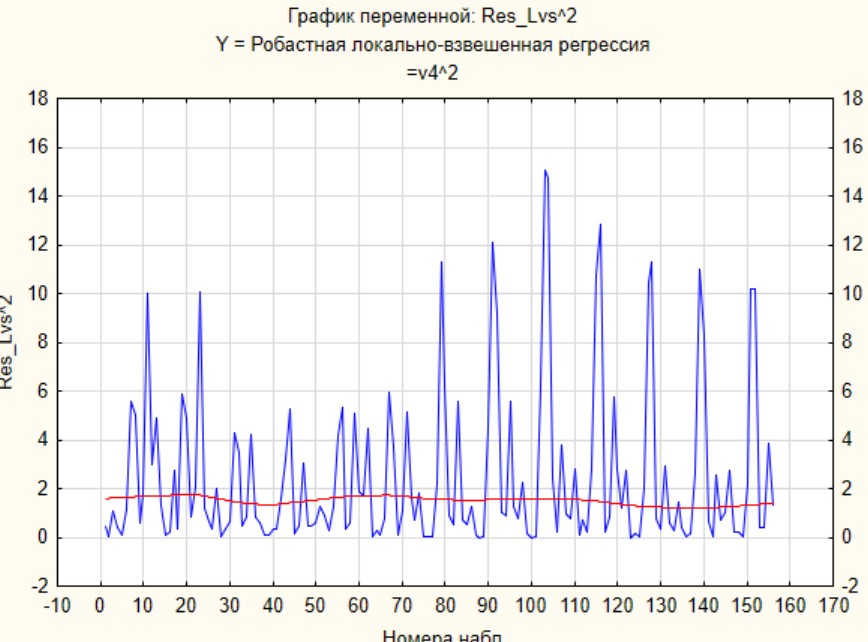 График переменной: Res_Lvs^2
Y = Робастная локально-взвешенная регрессия
=v4^2
18 18
16 16
14 14
12 12
10 10
8 8
6 6
4 4
2 2
0 0
-2 -2
Res_Lvs^2
-10 0 10 20 30 40 50 60 70 80 90 100 110 120 130 140 150 160 170
Номера набл.